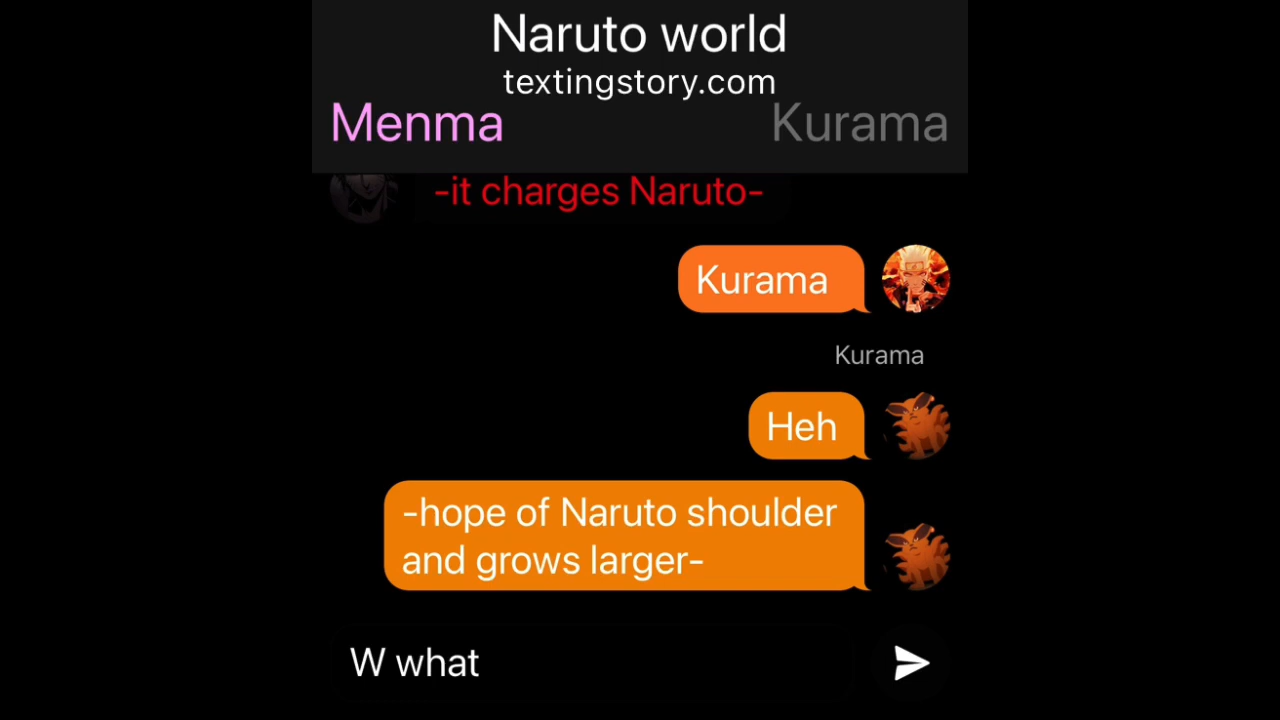 Naruto world
textingstory.com
Menma
Kurama
-it charges Naruto-
Kurama
Kurama
Heh
-hope of Naruto shoulder
and grows larger-
W what